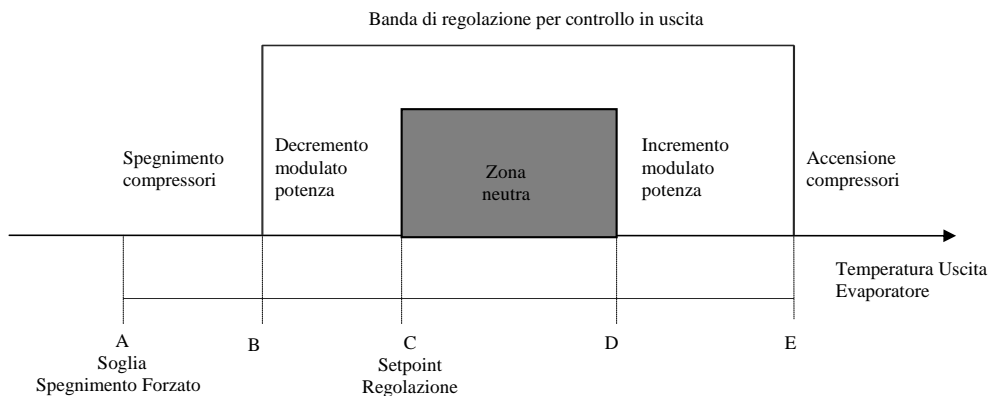 Banda di regolazione per controllo in uscita
Spegnimento
compressori
Decremento
modulato
potenza
Zona
neutra
Incremento
modulato
potenza
Accensione
compressori
Temperatura Uscita
Evaporatore
A
Soglia
Spegnimento Forzato
B
C
Setpoint
Regolazione
D
E